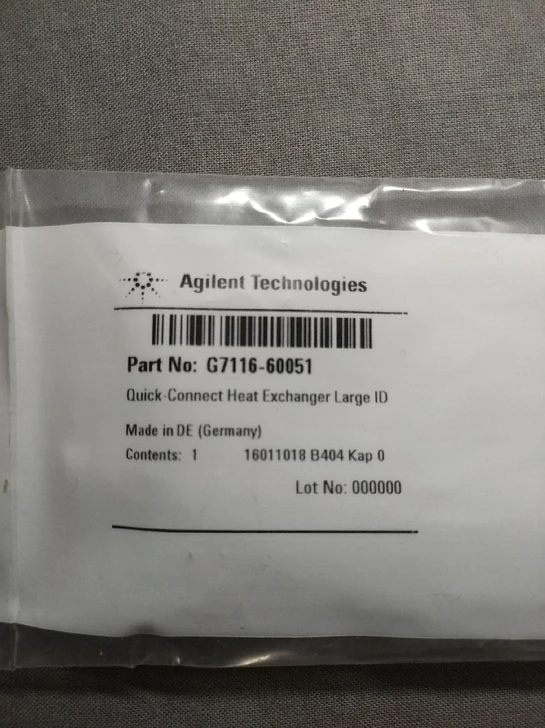 Agilent Technologies
Part No: G7116-60051
Quick-Connect Heat Exchanger Large ID
Made in DE (Germany)
Contents: 1 16011018 B404 Kap 0
Lot No: 000000